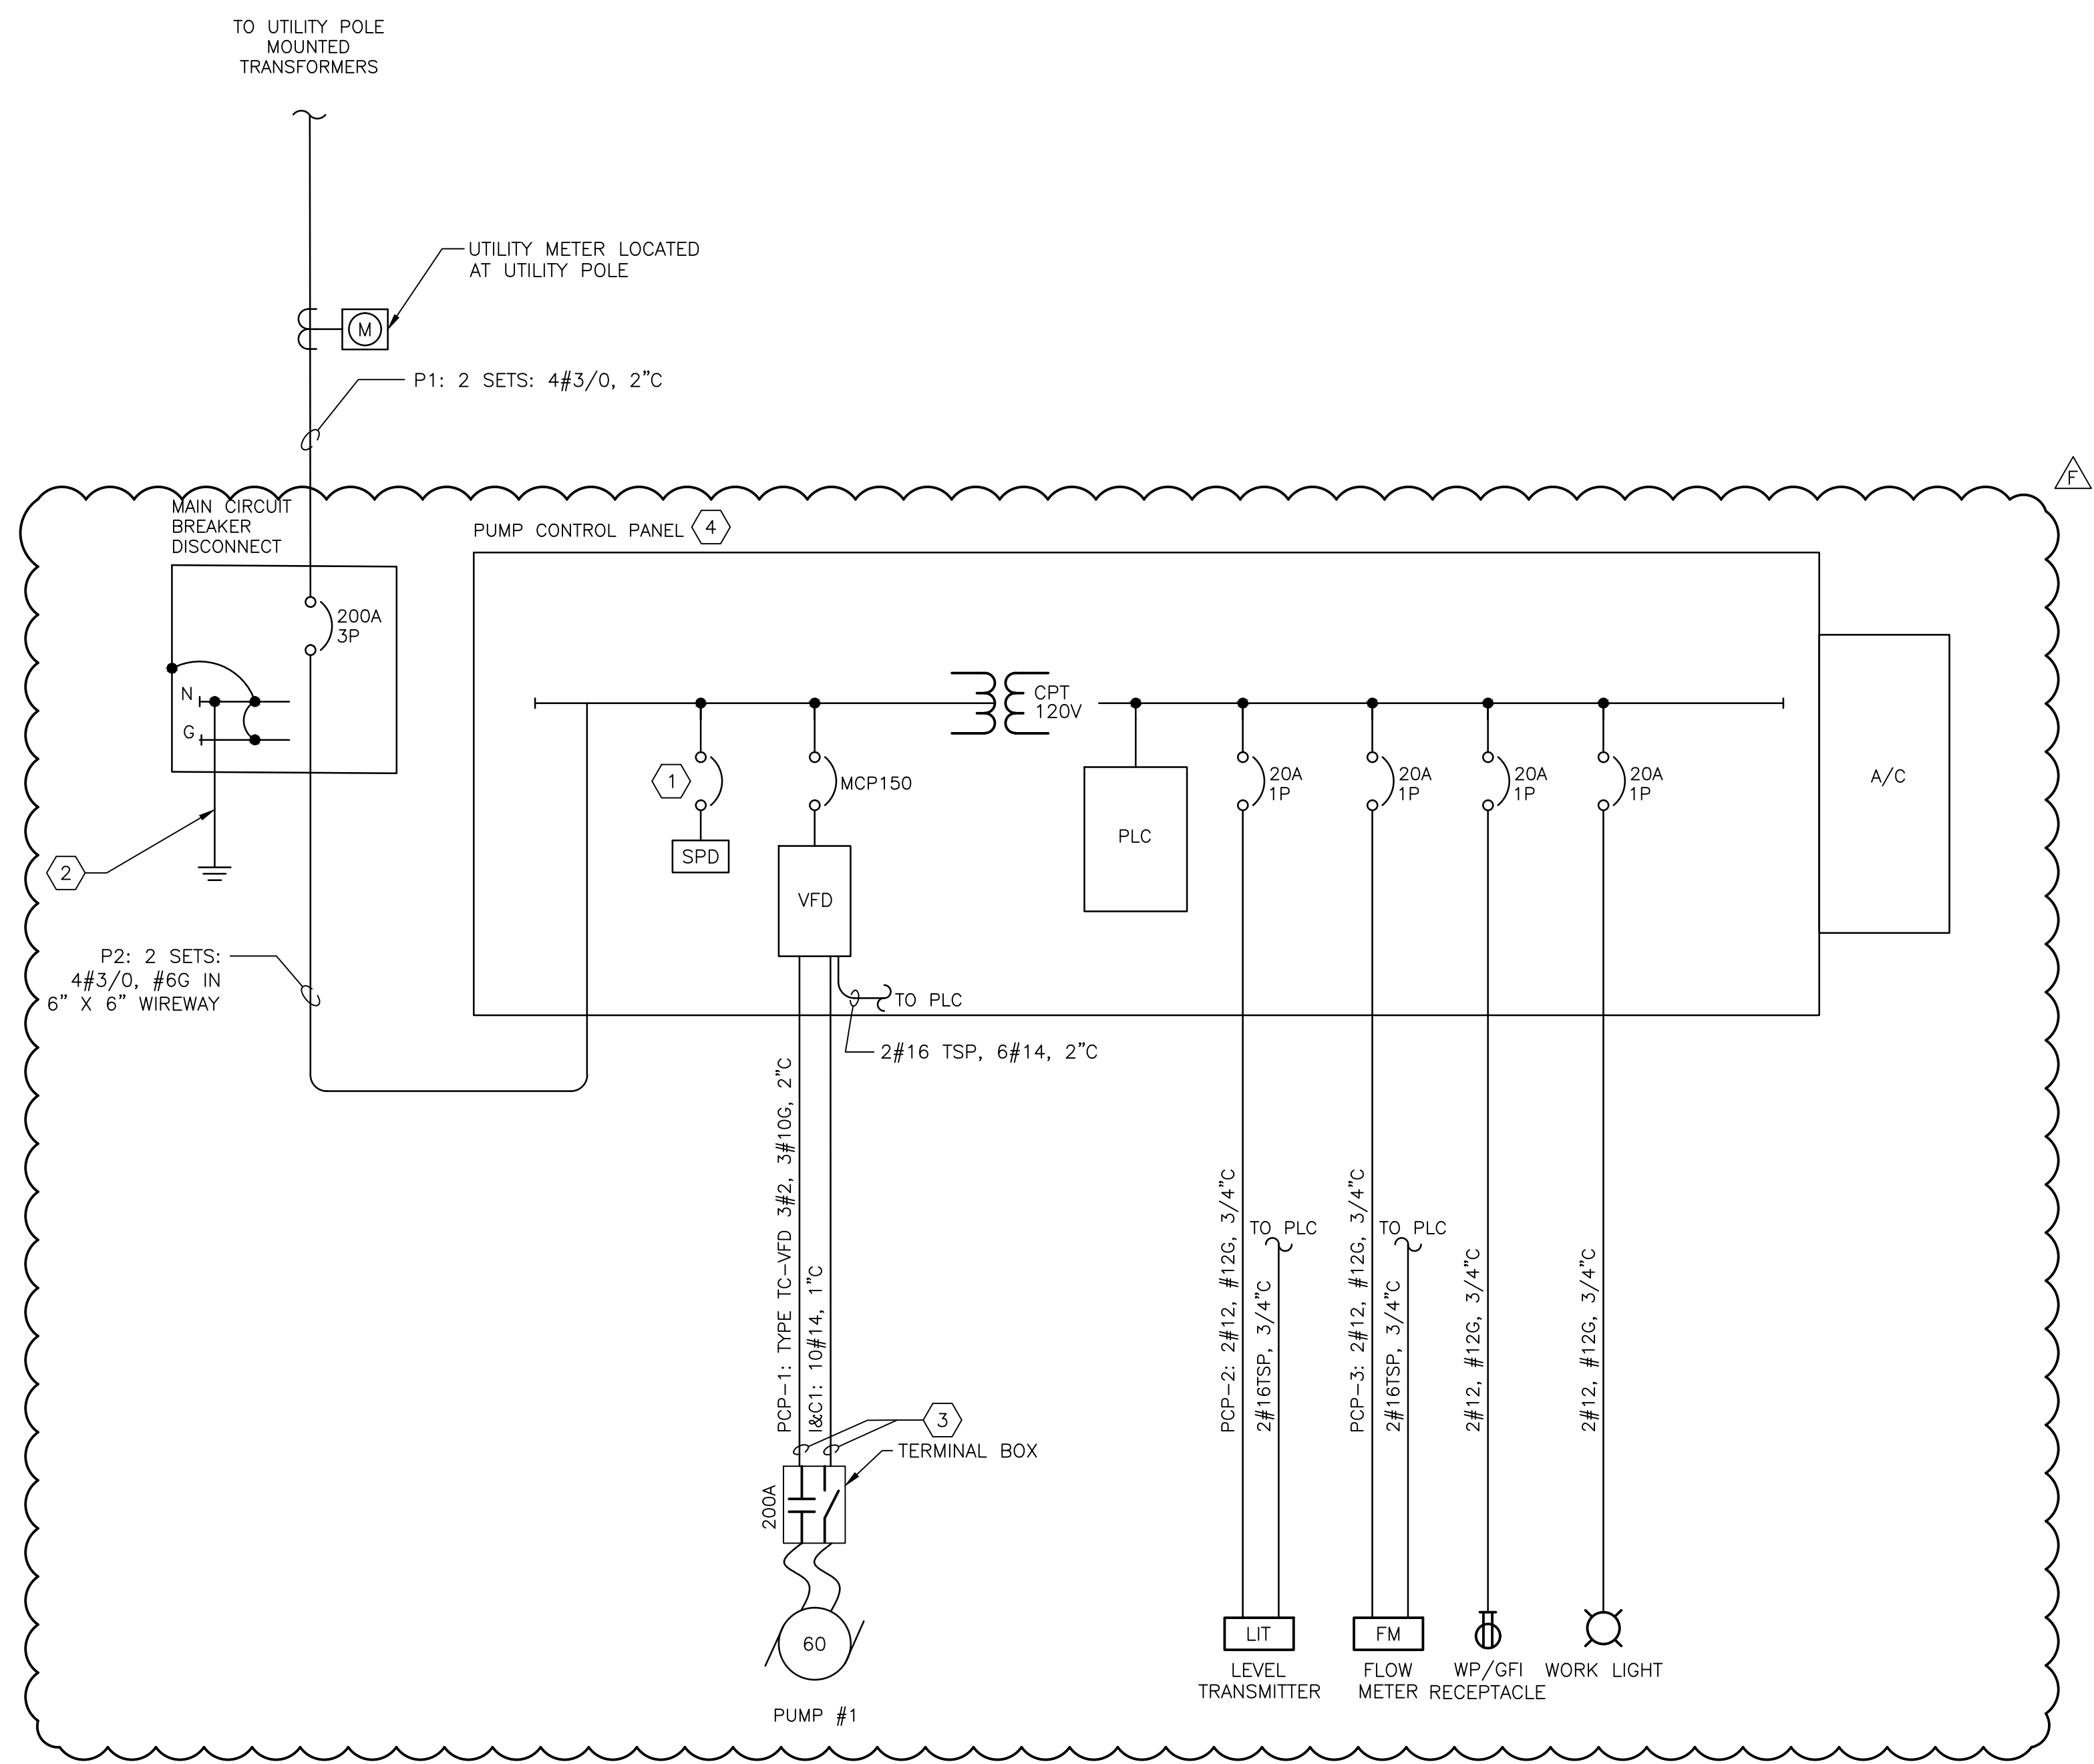 TO UTILITY POLE
MOUNTED
TRANSFORMERS
UTILITY METER LOCATED
AT UTILITY POLE
M
P1: 2 SETS: 4#3/0, 2"C
F
MAIN CIRCUIT
BREAKER
DISCONNECT
PUMP CONTROL PANEL
4
200A
3P
N
G
CPT
120V
1
MCP150
SPD
VFD
PLC
20A
1P
20A
1P
20A
1P
20A
1P
A/C
2
P2: 2 SETS:
4#3/0, #6G IN
6" X 6" WIREWAY
TO PLC
2#16 TSP, 6#14, 2"C
PCP-1: TYPE TC-VFD 3#2, 3#10G, 2"C
I&C1: 10#14, 1"C
PCP-2: 2#12, #12G, 3/4"C
TO PLC
2#16TSP, 3/4"C
PCP-3: 2#12, #12G, 3/4"C
TO PLC
2#16TSP, 3/4"C
2#12, #12G, 3/4"C
2#12, #12G, 3/4"C
3
TERMINAL BOX
200A
60
PUMP #1
LIT
LEVEL
TRANSMITTER
FM
FLOW
METER
WP/GFI
RECEPTACLE
WORK LIGHT